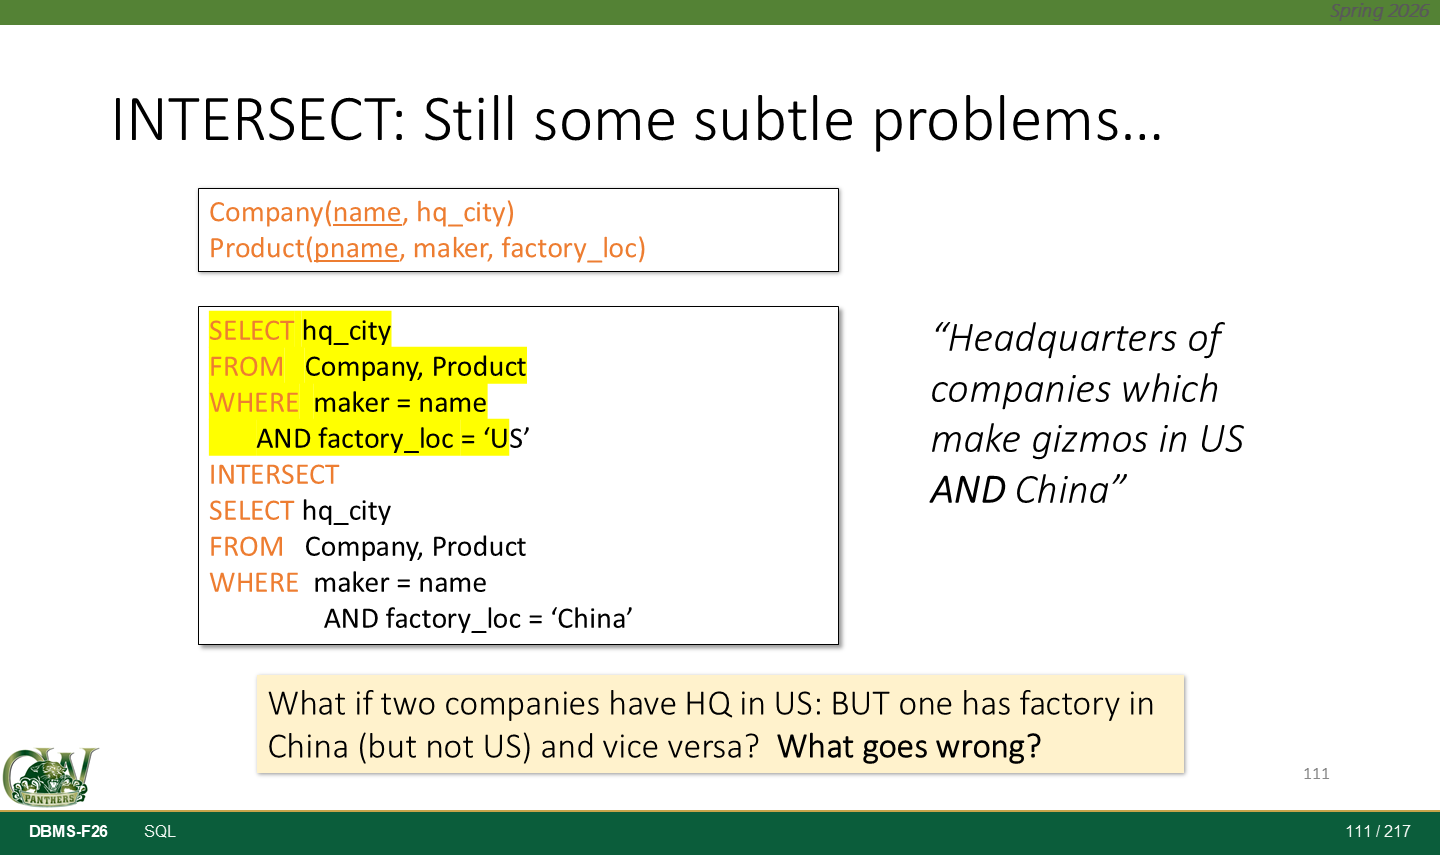 Spring 2026
INTERSECT: Still some subtle problems…
Company(name, hq_city)
Product(pname, maker, factory_loc)
SELECT hq_city
FROM Company, Product
WHERE maker = name
AND factory_loc = ‘US’
INTERSECT
SELECT hq_city
FROM Company, Product
WHERE maker = name
AND factory_loc = ‘China’
“Headquarters of
companies which
make gizmos in US
AND China”
What if two companies have HQ in US: BUT one has factory in
China (but not US) and vice versa? What goes wrong?
111
OW
PANTHERS
DBMS-F26 SQL 111 / 217